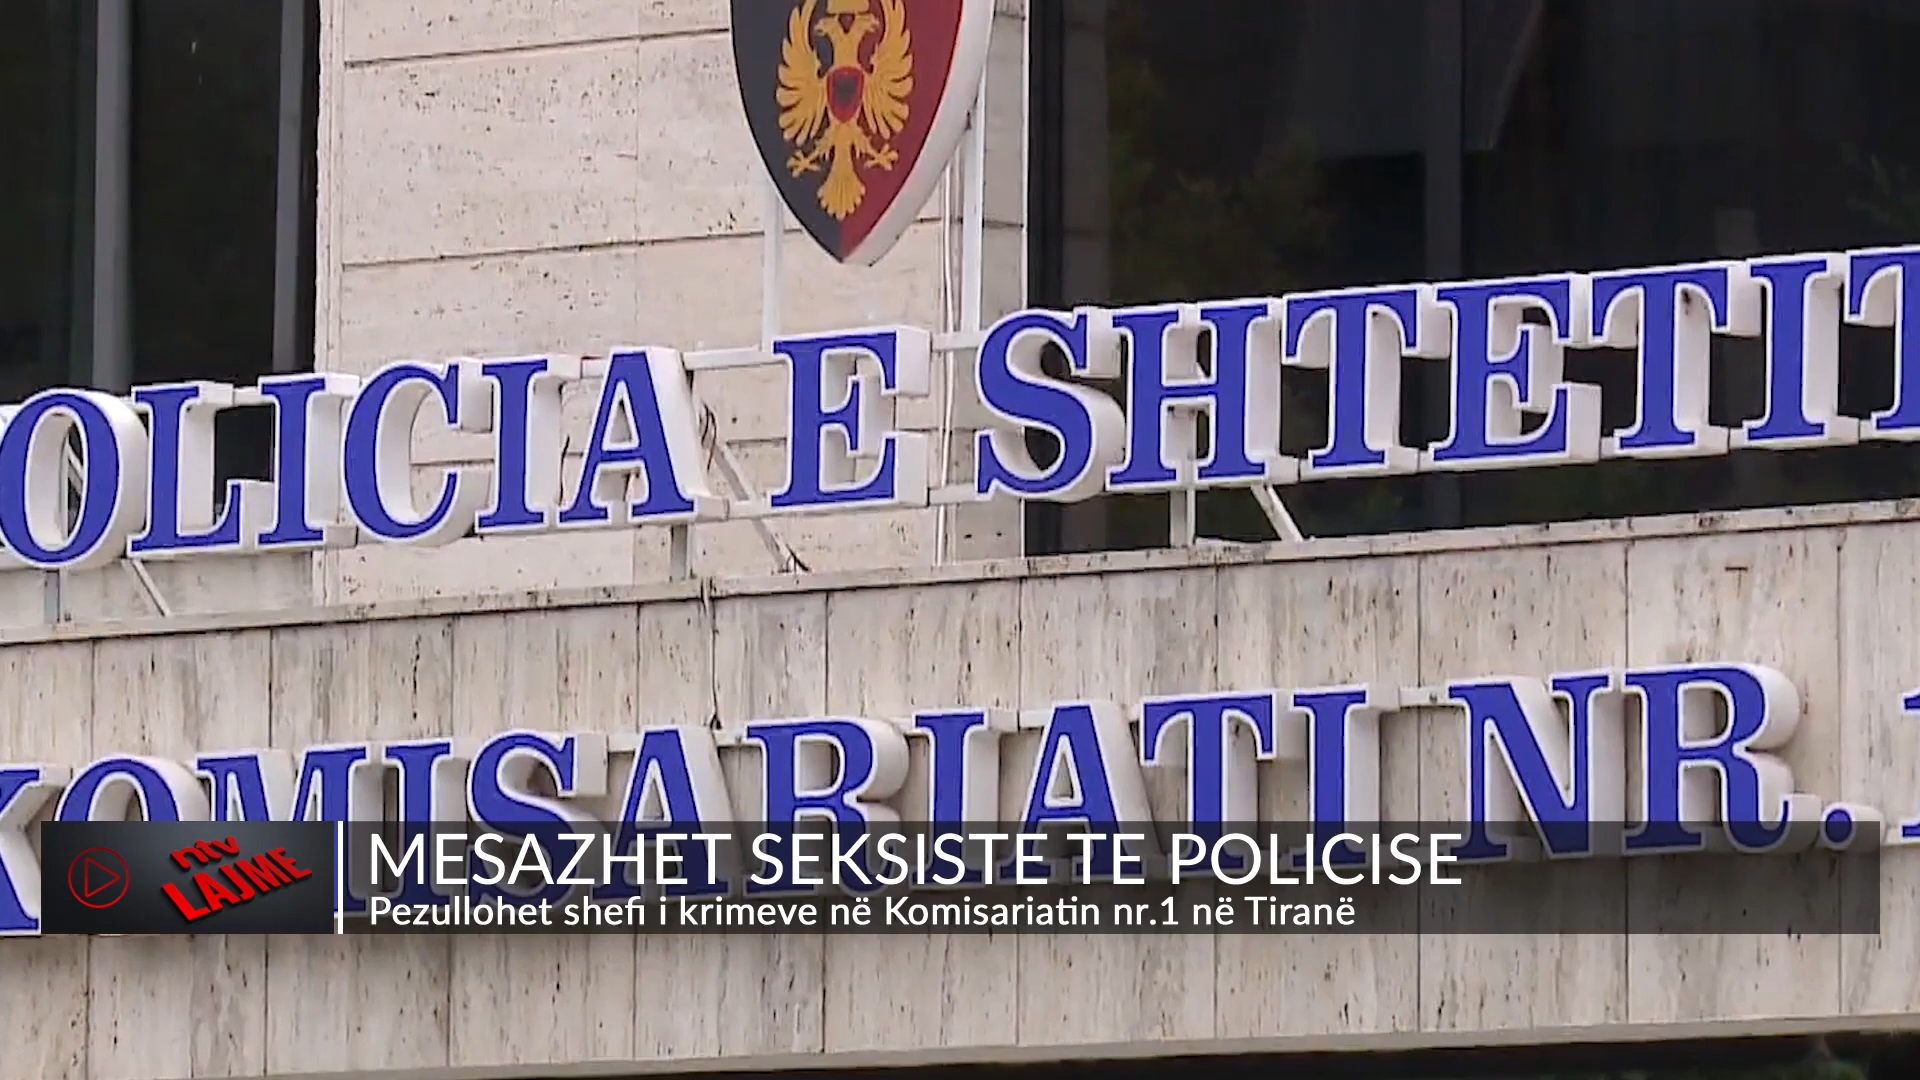 OLICIA E SHTETIT
KOMISARIATI NR. 1
ntv
LAJME
MESAZHET SEKSISTE TE POLICISE
Pezullohet shefi i krimeve në Komisariatin nr.1 në Tiranë